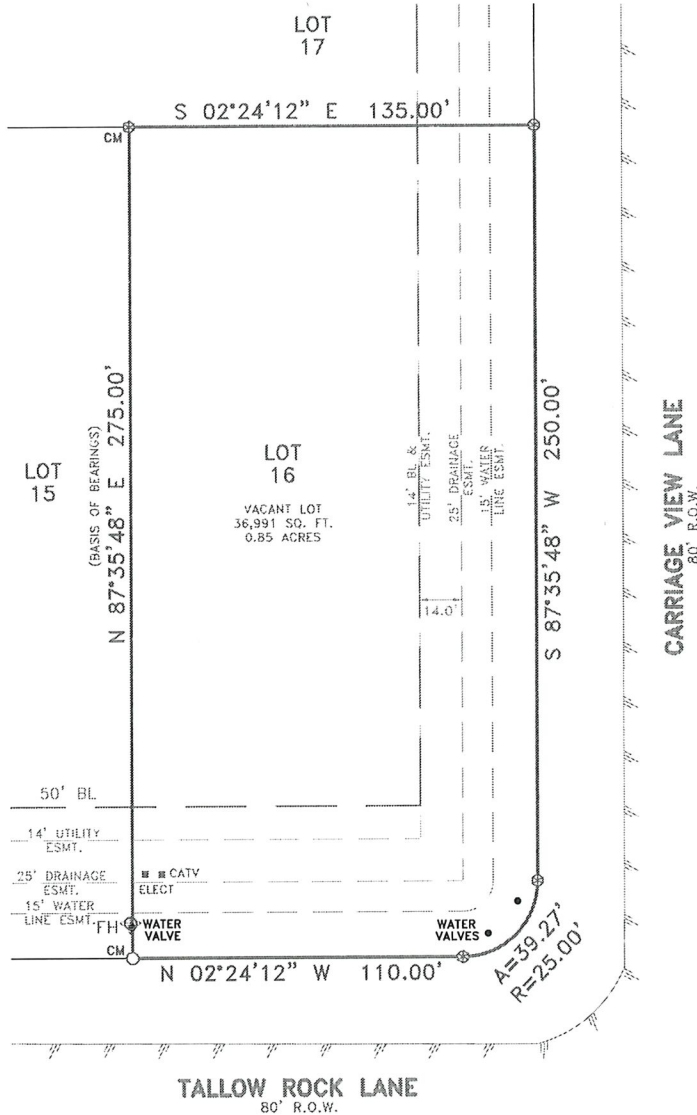 LOT
17
S 02°24'12" E 135.00'
CM
N 87°35'48" E 275.00'
(BASIS OF BEARINGS)
LOT
15
LOT
16
VACANT LOT
36,991 SQ. FT.
0.85 ACRES
14' BL &
UTILITY ESMT.
25' DRAINAGE
ESMT.
15' WATER
LINE ESMT.
14.0'
S 87°35'48" W 250.00'
CARRIAGE VIEW LANE
80' R.O.W.
50' BL
14' UTILITY
ESMT.
25' DRAINAGE
ESMT.
CATV
ELECT
15' WATER
LINE ESMT.
FH
WATER
VALVE
WATER
VALVES
CM
N 02°24'12" W 110.00'
A=39.27'
R=25.00'
TALLOW ROCK LANE
80' R.O.W.